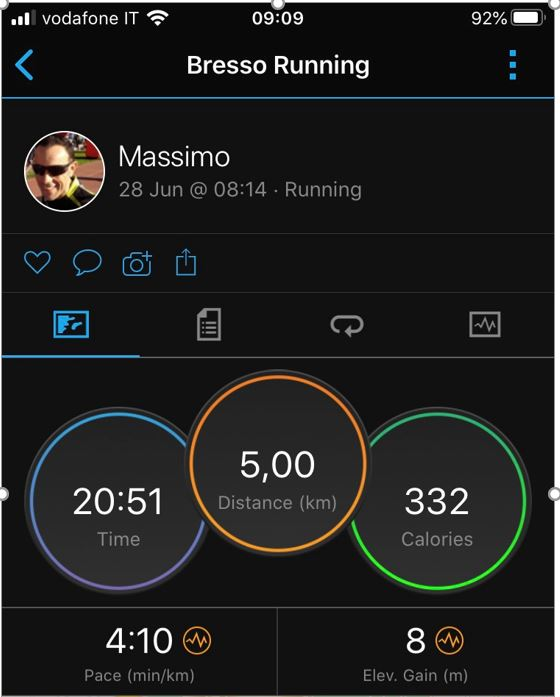 vodafone IT 09:09 92%
Bresso Running
Massimo
28 Jun @ 08:14 · Running
5,00
Distance (km)
20:51
Time
332
Calories
4:10
Pace (min/km)
8
Elev. Gain (m)